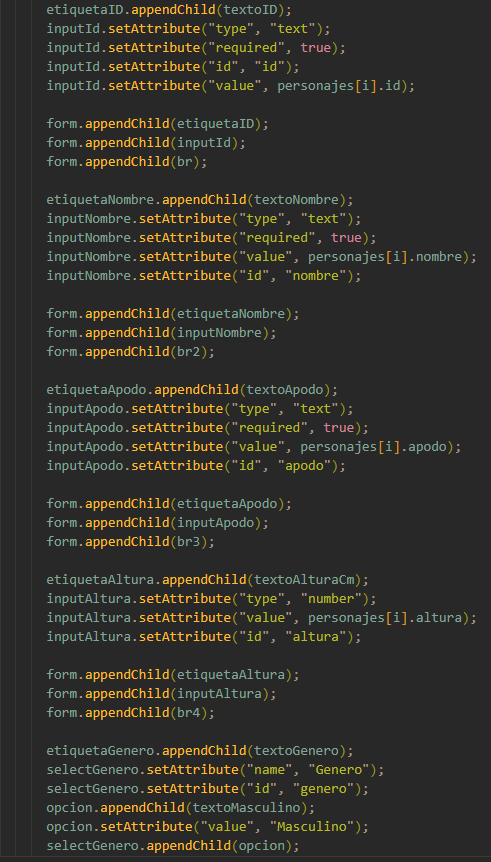 etiquetaID.appendChild(textoID);
inputId.setAttribute("type", "text");
inputId.setAttribute("required", true);
inputId.setAttribute("id", "id");
inputId.setAttribute("value", personajes[i].id);
form.appendChild(etiquetaID);
form.appendChild(inputId);
form.appendChild(br);
etiquetaNombre.appendChild(textoNombre);
inputNombre.setAttribute("type", "text");
inputNombre.setAttribute("required", true);
inputNombre.setAttribute("value", personajes[i].nombre);
inputNombre.setAttribute("id", "nombre");
form.appendChild(etiquetaNombre);
form.appendChild(inputNombre);
form.appendChild(br2);
etiquetaApodo.appendChild(textoApodo);
inputApodo.setAttribute("type", "text");
inputApodo.setAttribute("required", true);
inputApodo.setAttribute("value", personajes[i].apodo);
inputApodo.setAttribute("id", "apodo");
form.appendChild(etiquetaApodo);
form.appendChild(inputApodo);
form.appendChild(br3);
etiquetaAltura.appendChild(textoAlturaCm);
inputAltura.setAttribute("type", "number");
inputAltura.setAttribute("value", personajes[i].altura);
inputAltura.setAttribute("id", "altura");
form.appendChild(etiquetaAltura);
form.appendChild(inputAltura);
form.appendChild(br4);
etiquetaGenero.appendChild(textoGenero);
selectGenero.setAttribute("name", "Genero");
selectGenero.setAttribute("id", "genero");
opcion.appendChild(textoMasculino);
opcion.setAttribute("value", "Masculino");
selectGenero.appendChild(opcion);